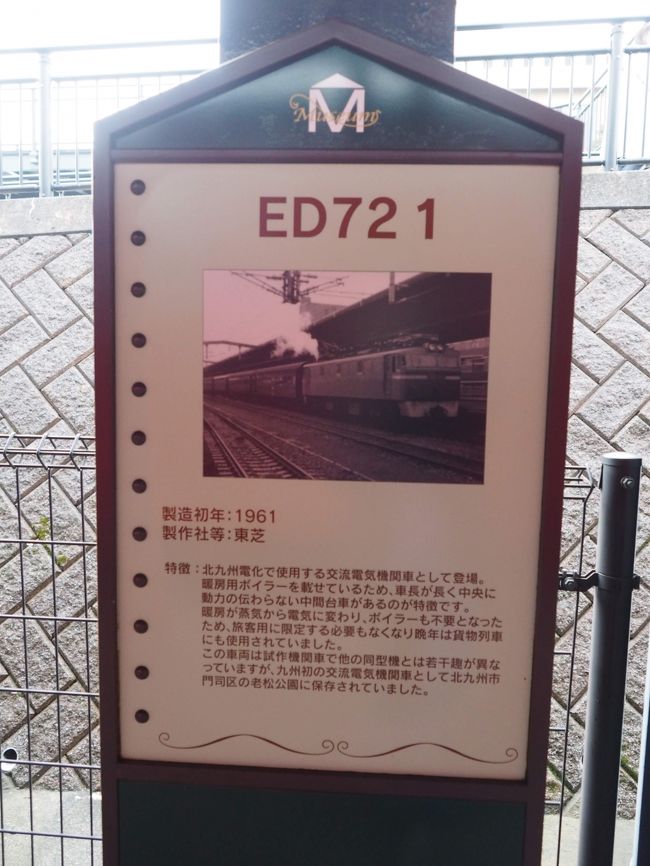 M
Museum
ED72 1
製造初年：1961
製作社等：東芝
特徴：北九州電化で使用する交流電気機関車として登場。
暖房用ボイラーを載せているため、車長が長く中央に
動力の伝わらない中間台車があるのが特徴です。
暖房が蒸気から電気に変わり、ボイラーも不要となった
ため、旅客用に限定する必要もなくなり晩年は貨物列車
にも使用されていました。
この車両は試作機関車で他の同型機とは若干趣が異な
っていますが、九州初の交流電気機関車として北九州市
門司区の老松公園に保存されていました。